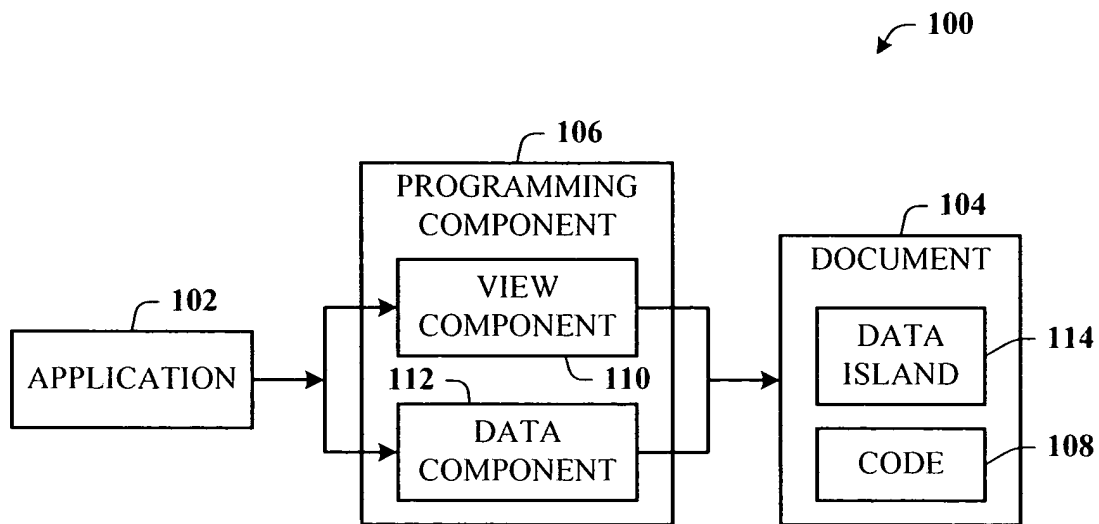 100
106
PROGRAMMING
COMPONENT
104
DOCUMENT
VIEW
COMPONENT
102
DATA
ISLAND
114
APPLICATION
112
110
DATA
COMPONENT
CODE
108